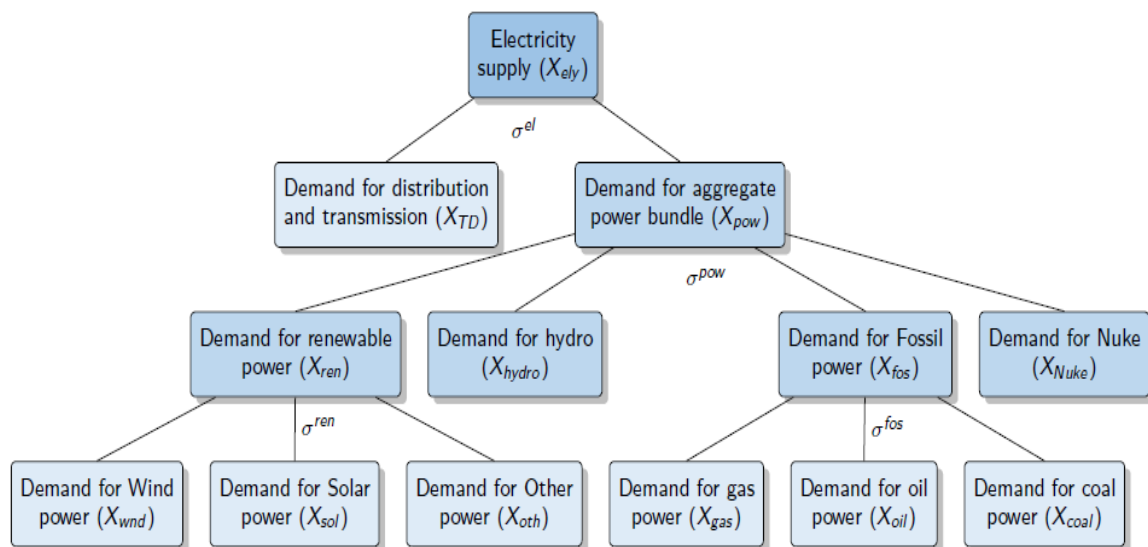 Electricity
supply (X_ely)
σ^el
Demand for distribution
and transmission (X_TD)
Demand for aggregate
power bundle (X_pow)
σ^pow
Demand for renewable
power (X_ren)
Demand for hydro
(X_hydro)
Demand for Fossil
power (X_fos)
Demand for Nuke
(X_Nuke)
σ^ren
σ^fos
Demand for Wind
power (X_wnd)
Demand for Solar
power (X_sol)
Demand for Other
power (X_oth)
Demand for gas
power (X_gas)
Demand for oil
power (X_oil)
Demand for coal
power (X_coal)